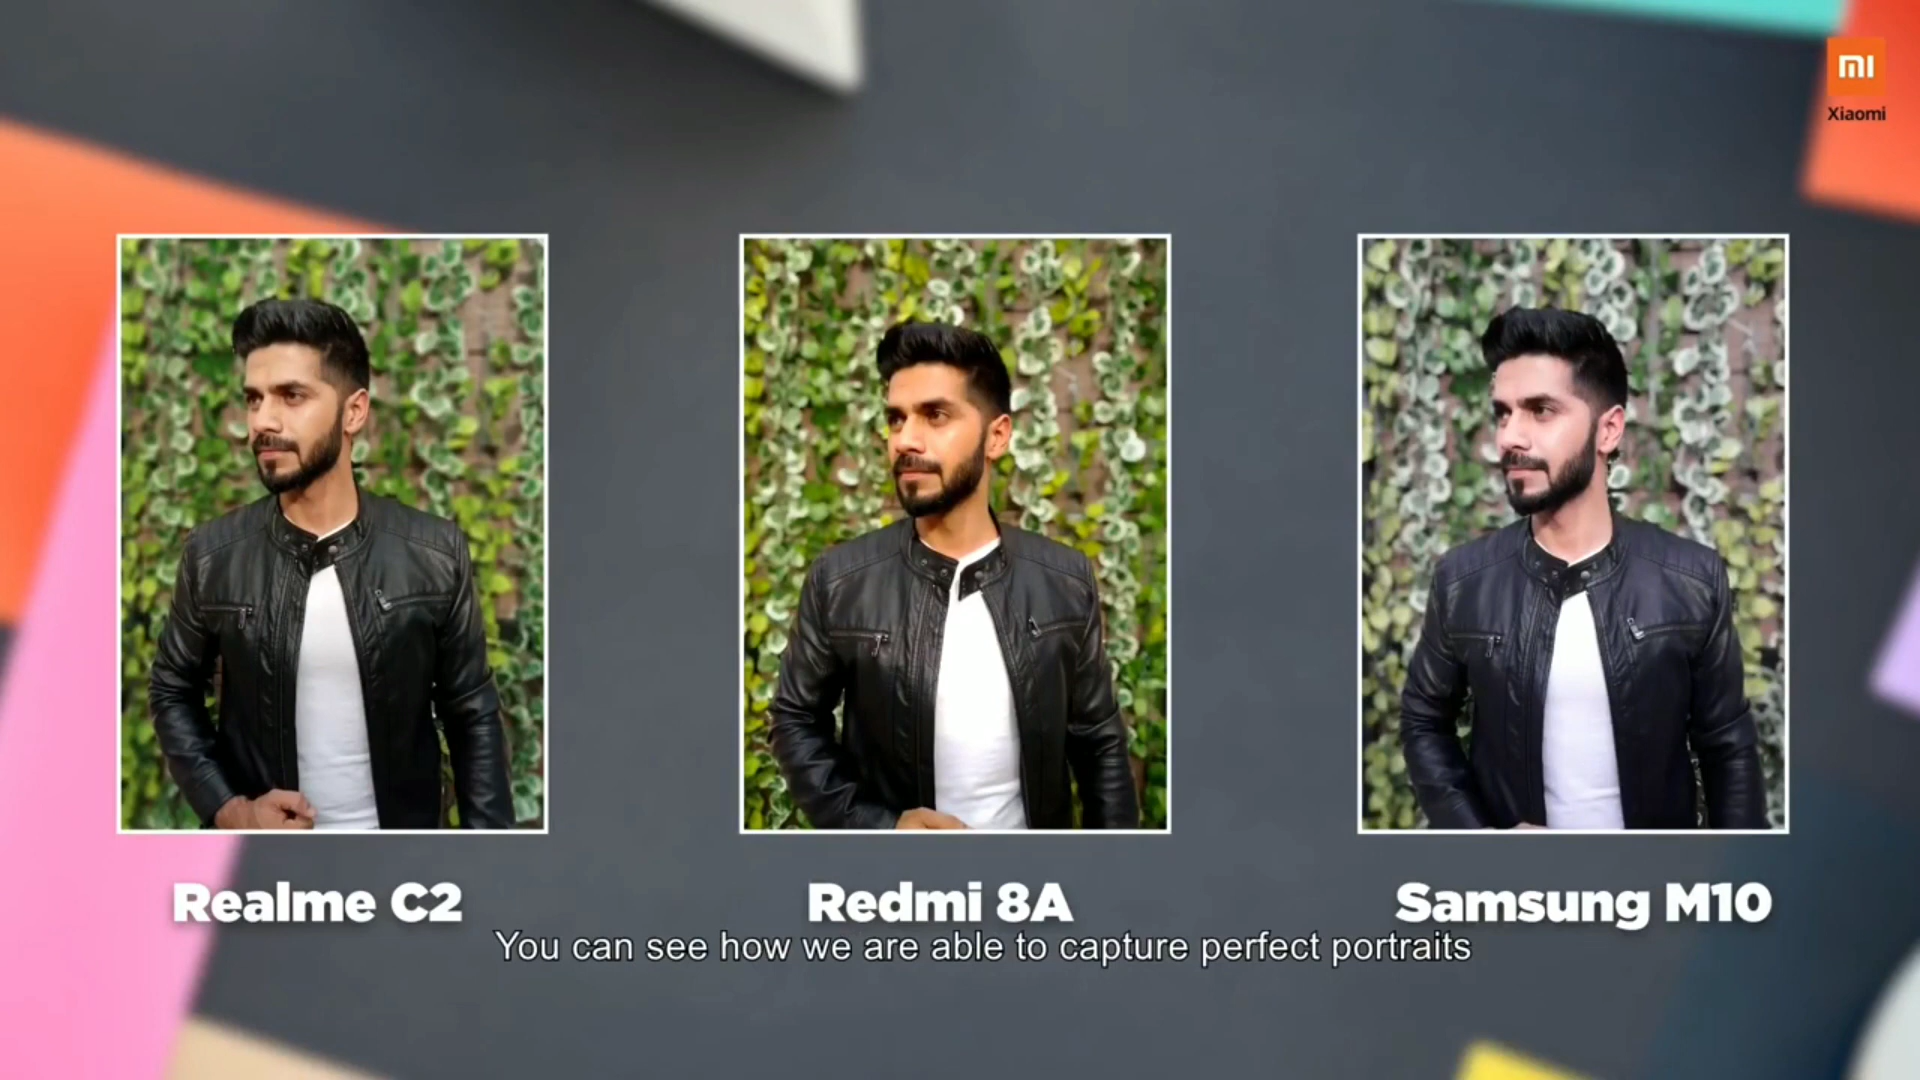 mi
Xiaomi
Realme C2
Redmi 8A
Samsung M10
You can see how we are able to capture perfect portraits